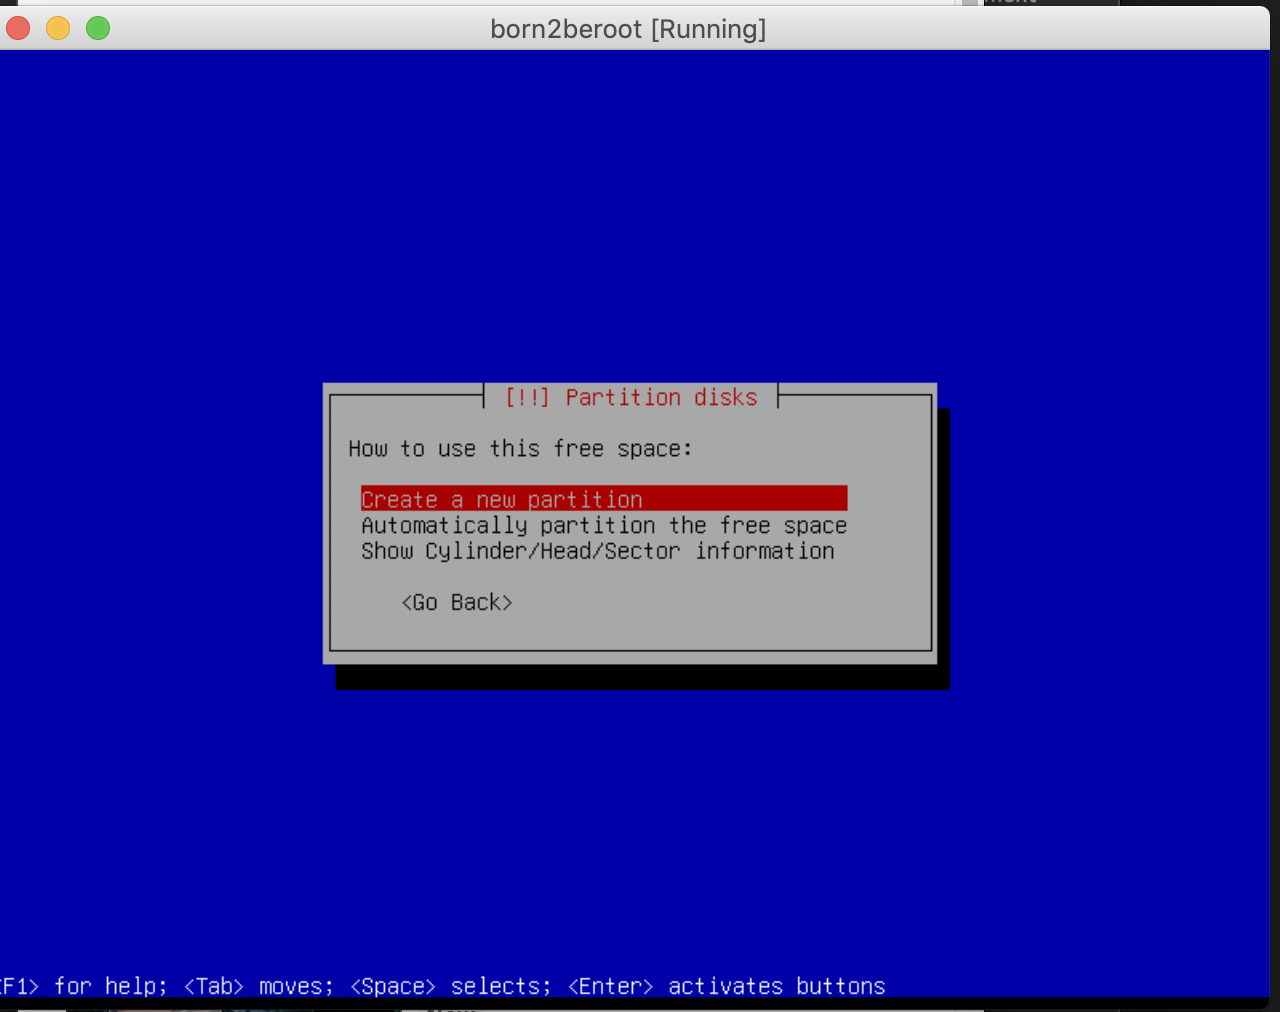 born2beroot [Running]
[!!] Partition disks
How to use this free space:
Create a new partition
Automatically partition the free space
Show Cylinder/Head/Sector information
<Go Back>
F1> for help; <Tab> moves; <Space> selects; <Enter> activates buttons